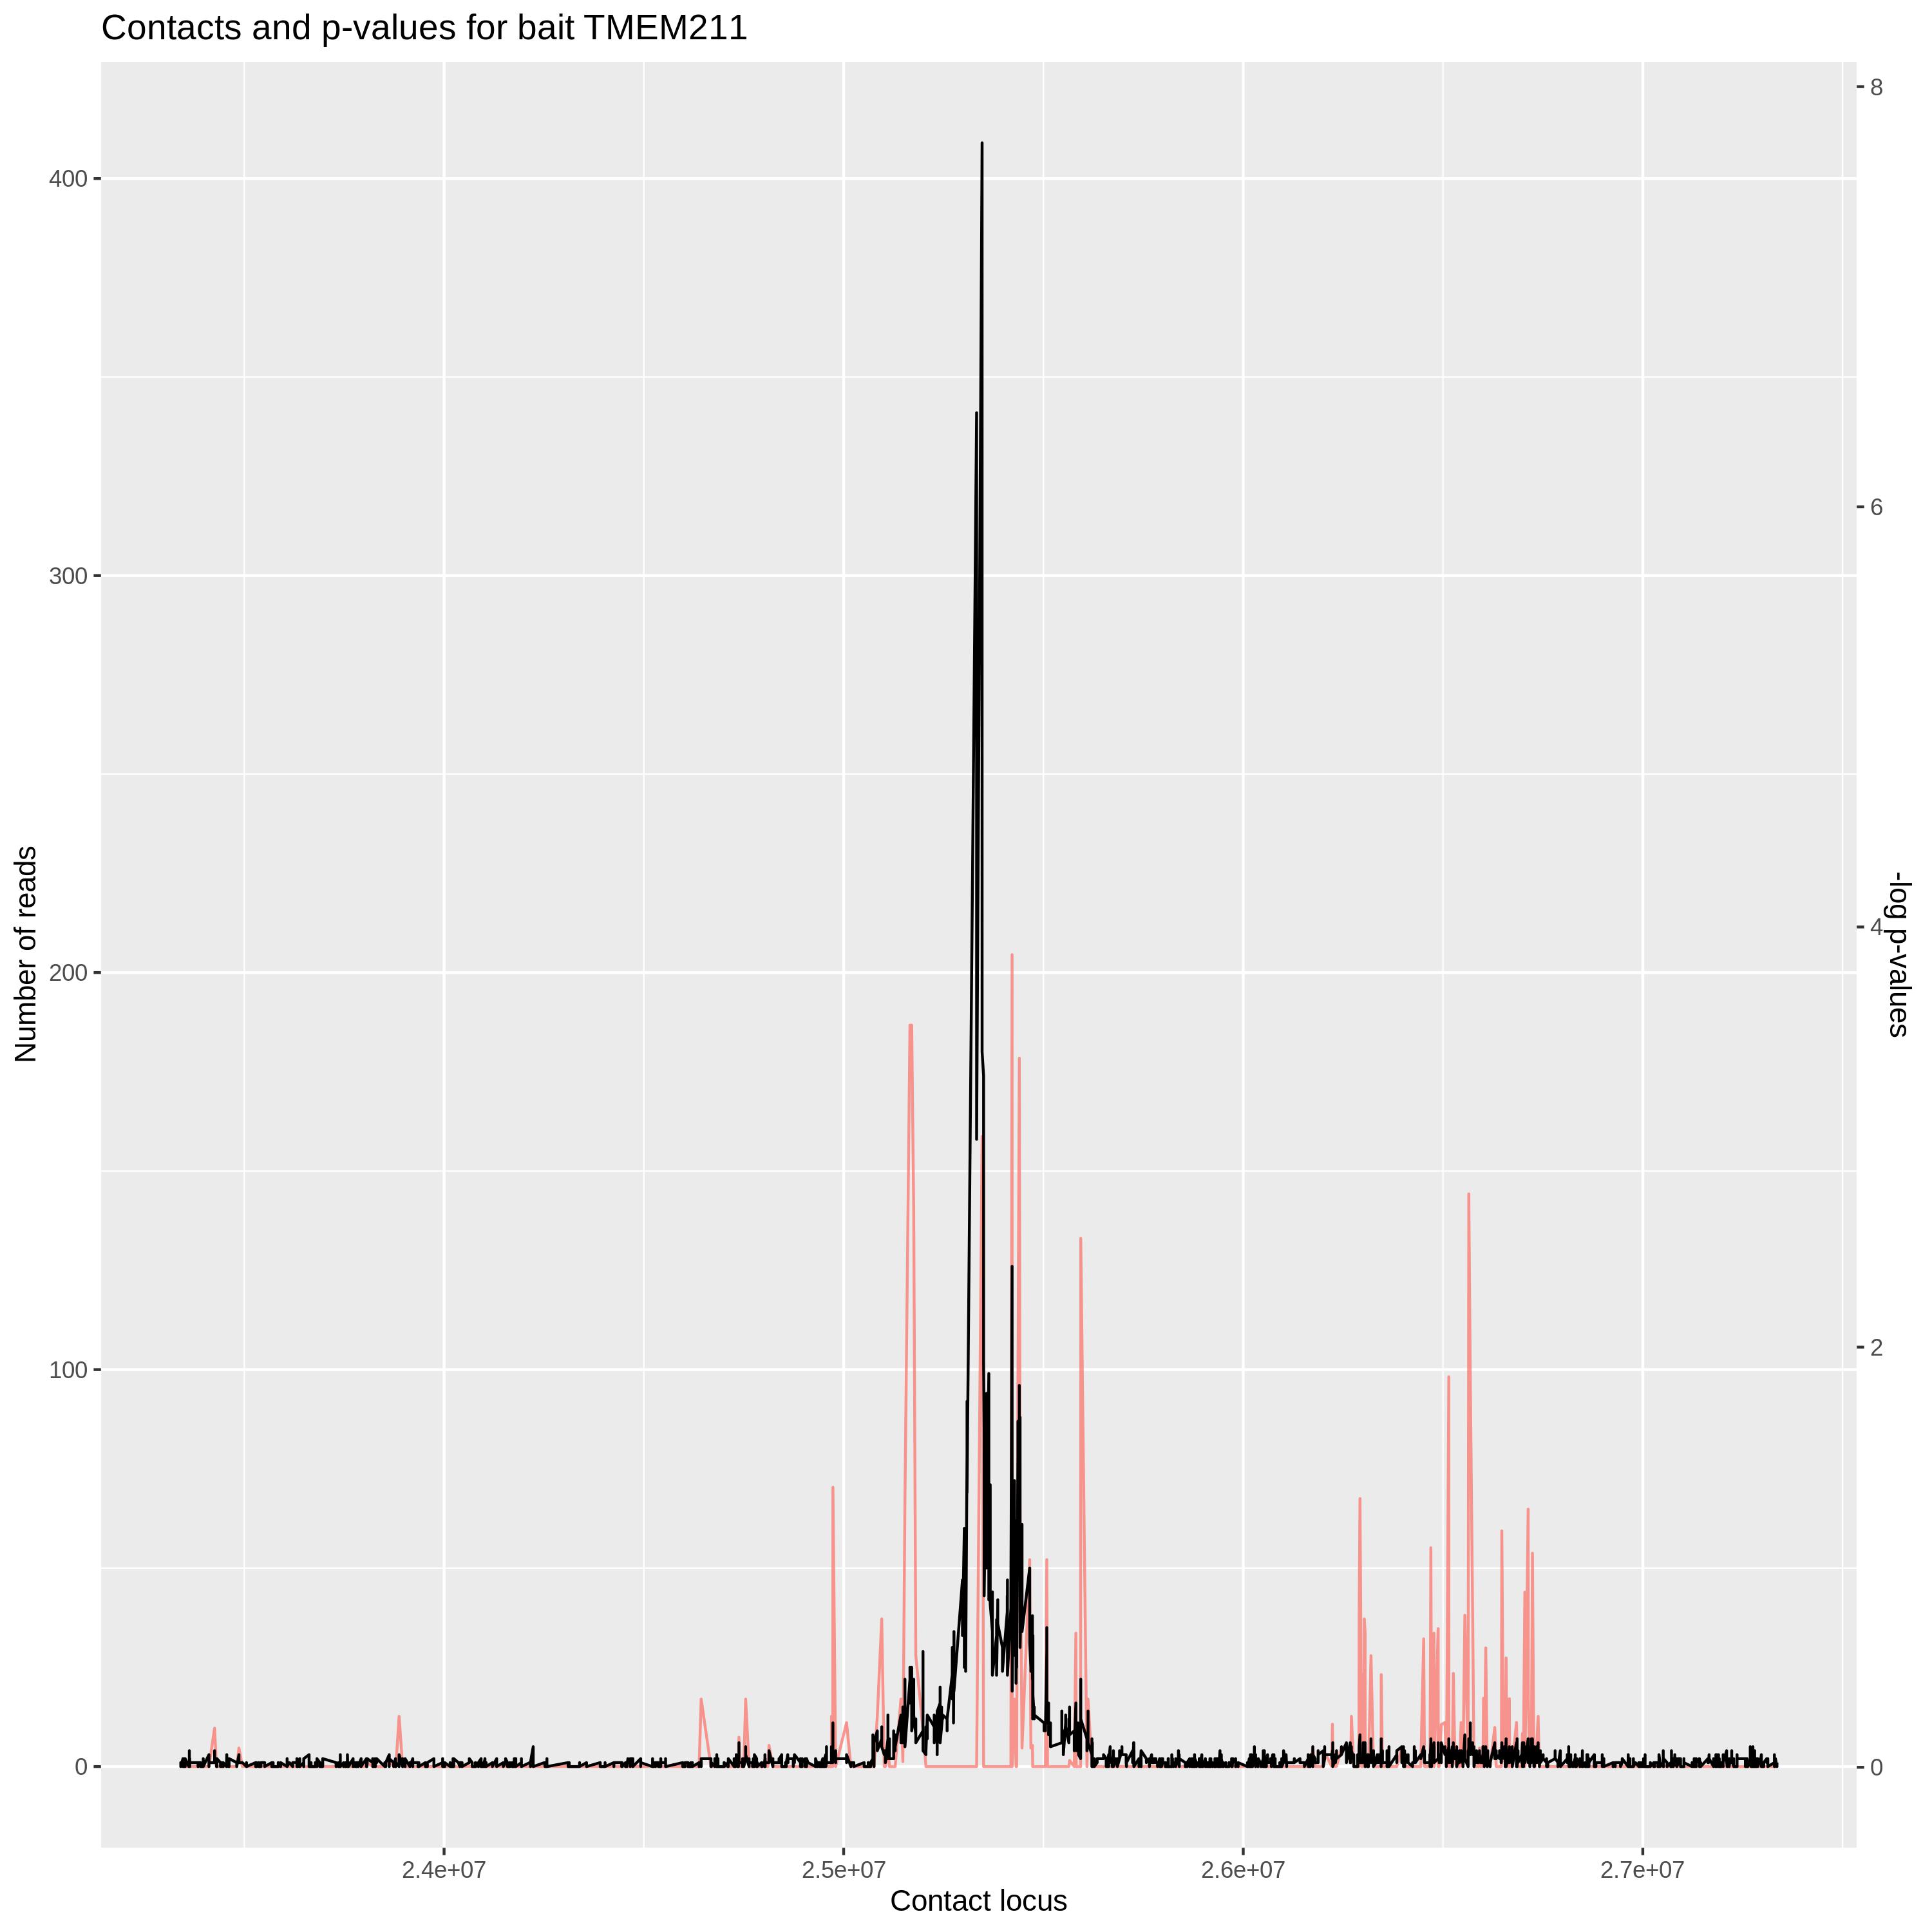 Contacts and p-values for bait TMEM211
Number of reads
400
300
200
100
0
8
6
4
2
0
-log p-values
2.4e+07
2.5e+07
2.6e+07
2.7e+07
Contact locus